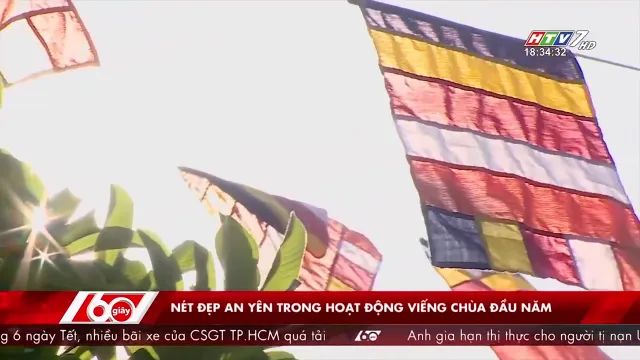 HTV7 HD
18:34:32
60 giây
NÉT ĐẸP AN YÊN TRONG HOẠT ĐỘNG VIẾNG CHÙA ĐẦU NĂM
g 6 ngày Tết, nhiều bãi xe của CSGT TP.HCM quá tải 60 Anh gia hạn thị thực cho người tị nạn U